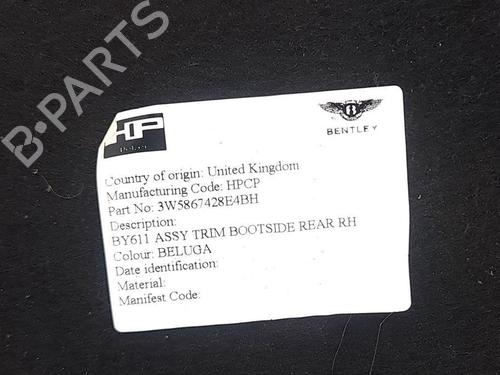 B-PARTS
HP
Pelzer
B
BENTLEY
Country of origin: United Kingdom
Manufacturing Code: HPCP
Part No: 3W5867428E4BH
Description:
BY611 ASSY TRIM BOOTSIDE REAR RH
Colour: BELUGA
Date identification:
Material:
Manifest Code: